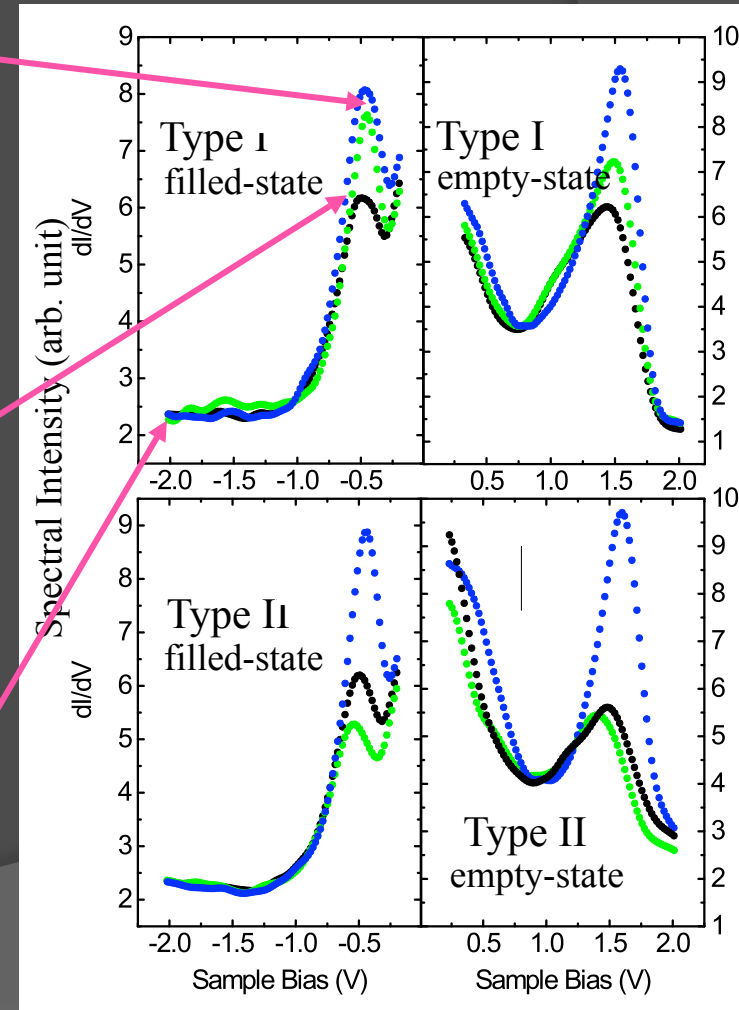 9
8
7
6
5
4
3
2
Type I
filled-state
-2.0 -1.5 -1.0 -0.5
Type I
empty-state
10
9
8
7
6
5
4
3
2
1
0.5 1.0 1.5 2.0
Spectral Intensity (arb. unit)
dI/dV
dI/dV
9
8
7
6
5
4
3
2
Type II
filled-state
-2.0 -1.5 -1.0 -0.5
Sample Bias (V)
10
9
8
7
6
5
4
3
2
1
Type II
empty-state
0.5 1.0 1.5 2.0
Sample Bias (V)